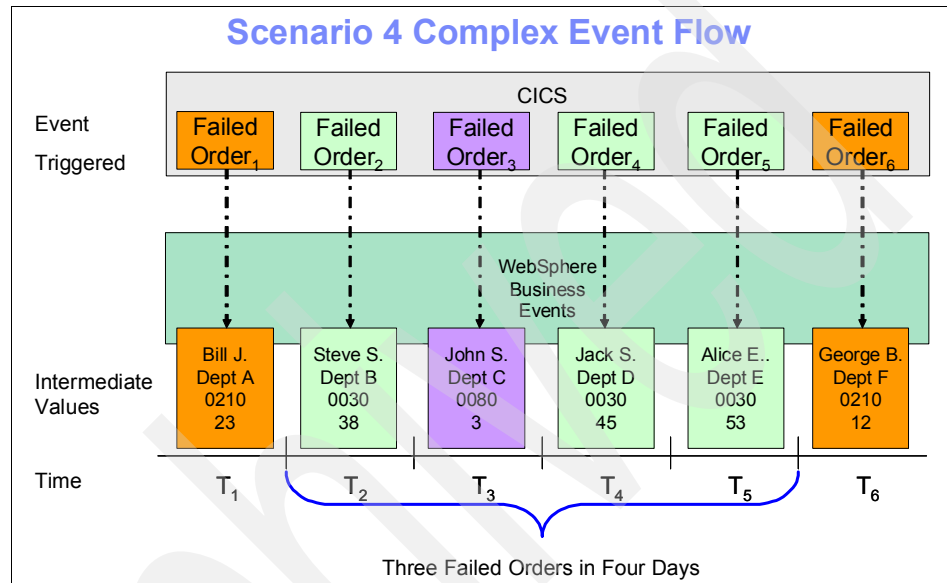 Scenario 4 Complex Event Flow
CICS
Event
Triggered
Failed
Order1
Failed
Order2
Failed
Order3
Failed
Order4
Failed
Order5
Failed
Order6
WebSphere
Business
Events
Intermediate
Values
Bill J.
Dept A
0210
23
Steve S.
Dept B
0030
38
John S.
Dept C
0080
3
Jack S.
Dept D
0030
45
Alice E..
Dept E
0030
53
George B.
Dept F
0210
12
Time
T1
T2
T3
T4
T5
T6
Three Failed Orders in Four Days